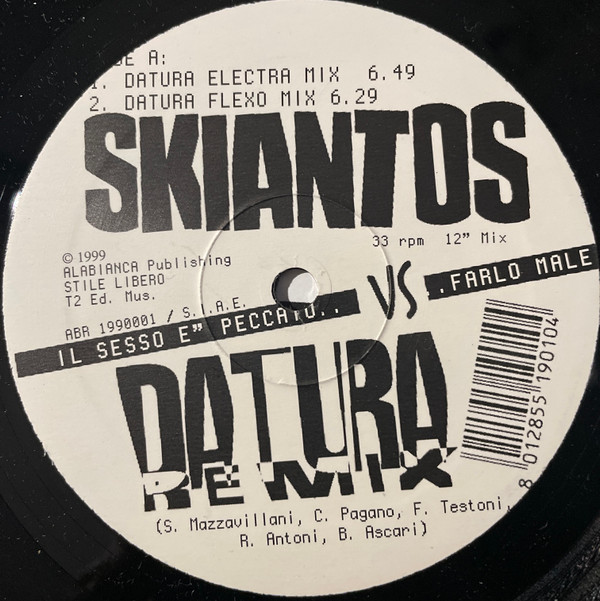 SIDE A:
1. DATURA ELECTRA MIX 6.49
2. DATURA FLEXO MIX 6.29
SKIANTOS
33 rpm 12" Mix
© 1999
ALABIANCA Publishing
STILE LIBERO
T2 Ed. Mus.
ABR 1990001 / S.I.A.E.
IL SESSO E" PECCATO..
VS
..FARLO MALE
DATURA
REMIX
8 012855 190104
(S. Mazzavillani, C. Pagano, F. Testoni,
R. Antoni, B. Ascari)